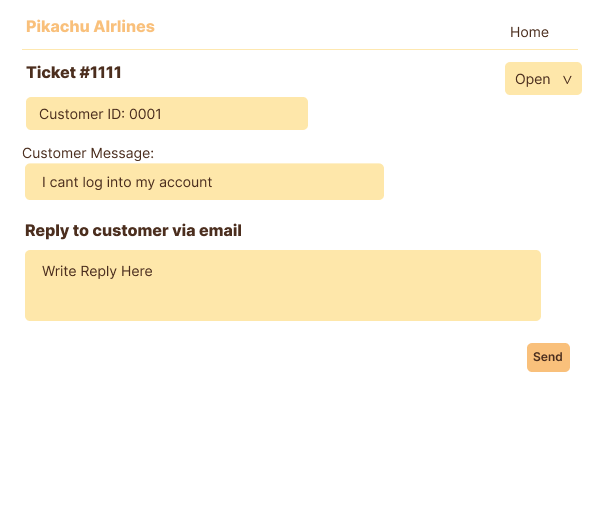 Pikachu AIrlines
Home
Ticket #1111
Open
Customer ID: 0001
Customer Message:
I cant log into my account
Reply to customer via email
Write Reply Here
Send